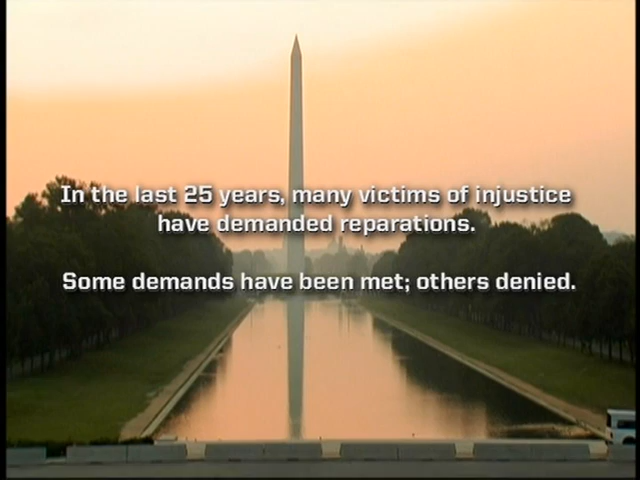 In the last 25 years, many victims of injustice
have demanded reparations.
Some demands have been met; others denied.